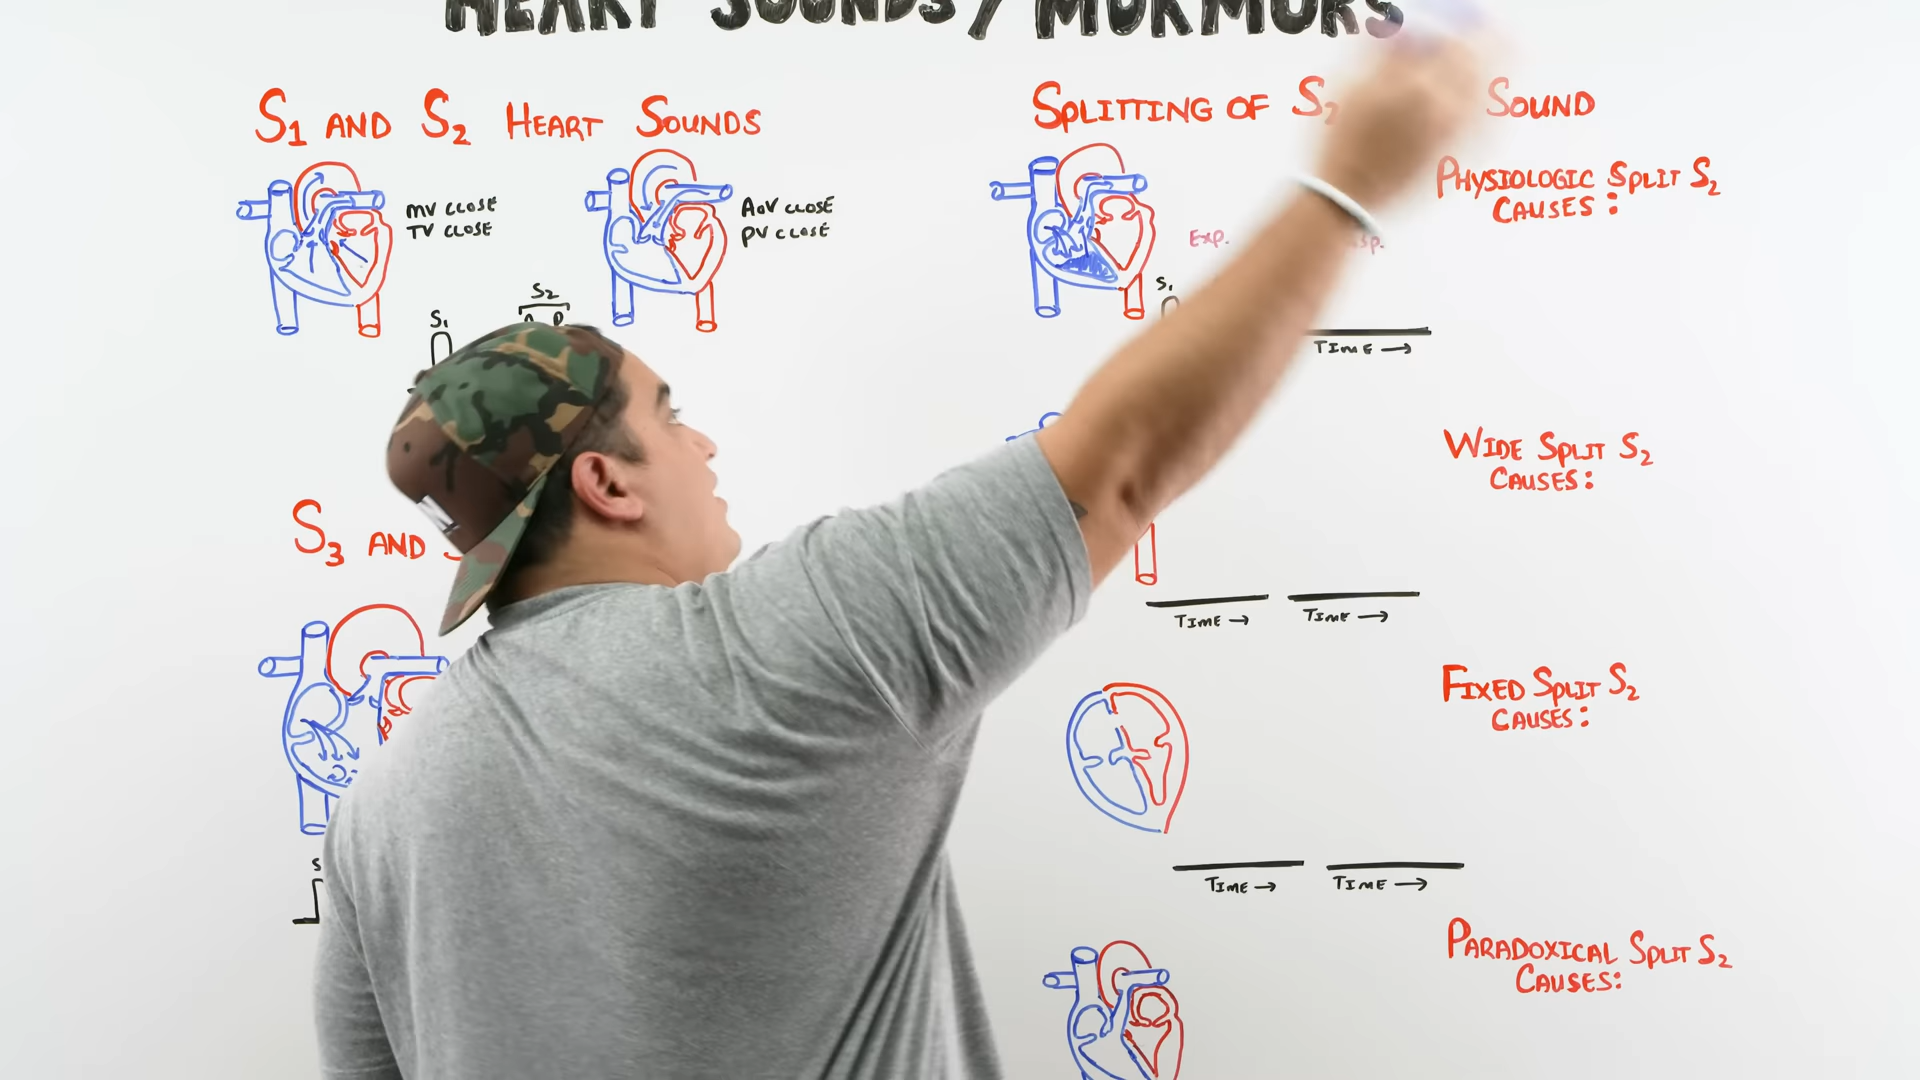 HEART SOUNDS / MURMURS
S1 AND S2 HEART SOUNDS
MV CLOSE
TV CLOSE
AoV CLOSE
PV CLOSE
S1
S2
A P
S3 AND
S
SPLITTING OF S2 SOUND
EXP.
S1
TIME →
PHYSIOLOGIC SPLIT S2
CAUSES:
WIDE SPLIT S2
CAUSES:
TIME →
TIME →
FIXED SPLIT S2
CAUSES:
TIME →
TIME →
PARADOXICAL SPLIT S2
CAUSES: